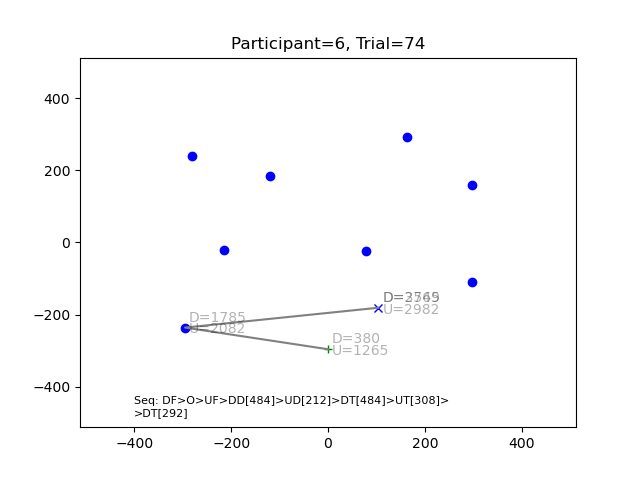 Participant=6, Trial=74
400
200
0
−200
−400
D=1785
U=2082
U=2982
D=380
U=1265
Seq: DF>O>UF>DD[484]>UD[212]>DT[484]>UT[308]>
>DT[292]
−400
−200
0
200
400